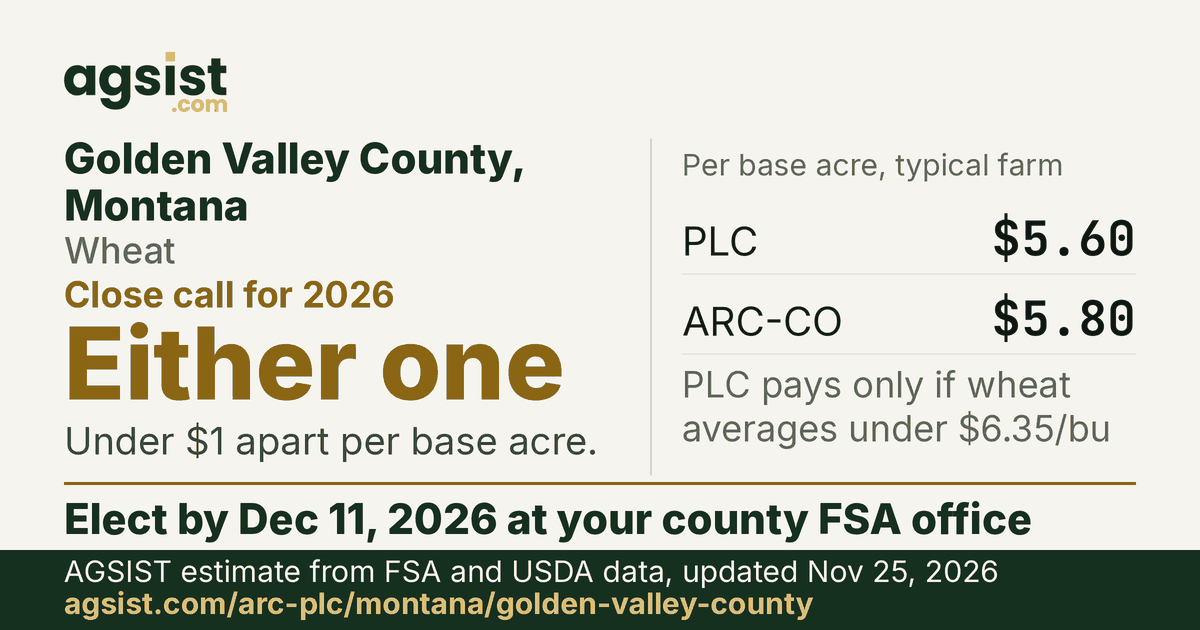 agsist
.com
Golden Valley County,
Montana
Wheat
Close call for 2026
Either one
Under $1 apart per base acre.
Per base acre, typical farm
PLC $5.60
ARC-CO $5.80
PLC pays only if wheat
averages under $6.35/bu
Elect by Dec 11, 2026 at your county FSA office
AGSIST estimate from FSA and USDA data, updated Nov 25, 2026
agsist.com/arc-plc/montana/golden-valley-county